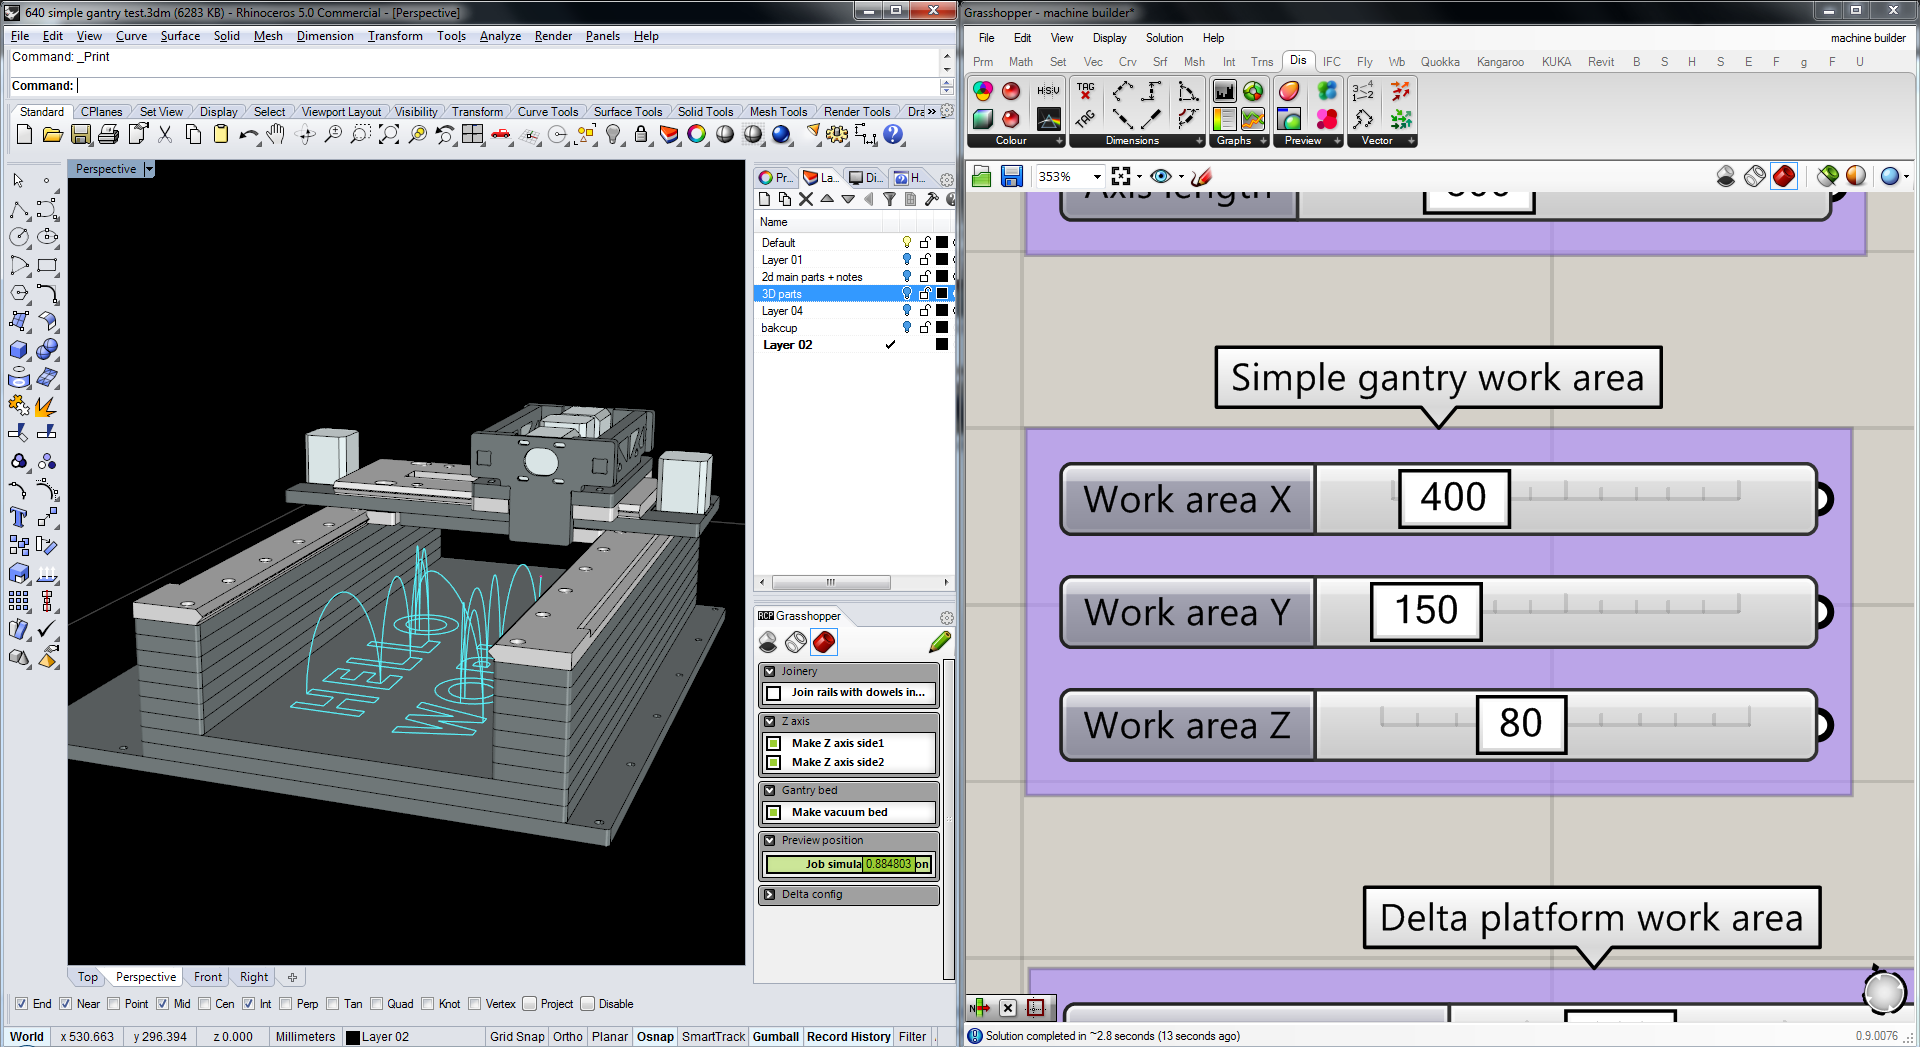 640 simple gantry test.3dm (6283 KB) - Rhinoceros 5.0 Commercial - [Perspective]
File Edit View Curve Surface Solid Mesh Dimension Transform Tools Analyze Render Panels Help
Command: _Print
Command:
Standard CPlanes Set View Display Select Viewport Layout Visibility Transform Curve Tools Surface Tools Solid Tools Mesh Tools Render Tools Dra »
Perspective
Pr... La... Di... H...
Name
Default
Layer 01
2d main parts + notes
3D parts
Layer 04
bakcup
Layer 02
HELL
W
RCP Grasshopper
Joinery
Join rails with dowels in...
Z axis
Make Z axis side1
Make Z axis side2
Gantry bed
Make vacuum bed
Preview position
Job simula 0.884803 on
Delta config
Top Perspective Front Right
End Near Point Mid Cen Int Perp Tan Quad Knot Vertex Project Disable
World x 530.663 y 296.394 z 0.000 Millimeters Layer 02 Grid Snap Ortho Planar Osnap SmartTrack Gumball Record History Filter
Grasshopper - machine builder*
File Edit View Display Solution Help machine builder
Prm Math Set Vec Crv Srf Msh Int Trns Dis IFC Fly Wb Quokka Kangaroo KUKA Revit B S H S E F g F U
HSV TAG TAG
Colour Dimensions Graphs Preview Vector
353%
Axis length
Simple gantry work area
Work area X 400
Work area Y 150
Work area Z 80
Delta platform work area
Solution completed in ~2.8 seconds (13 seconds ago) 0.9.0076